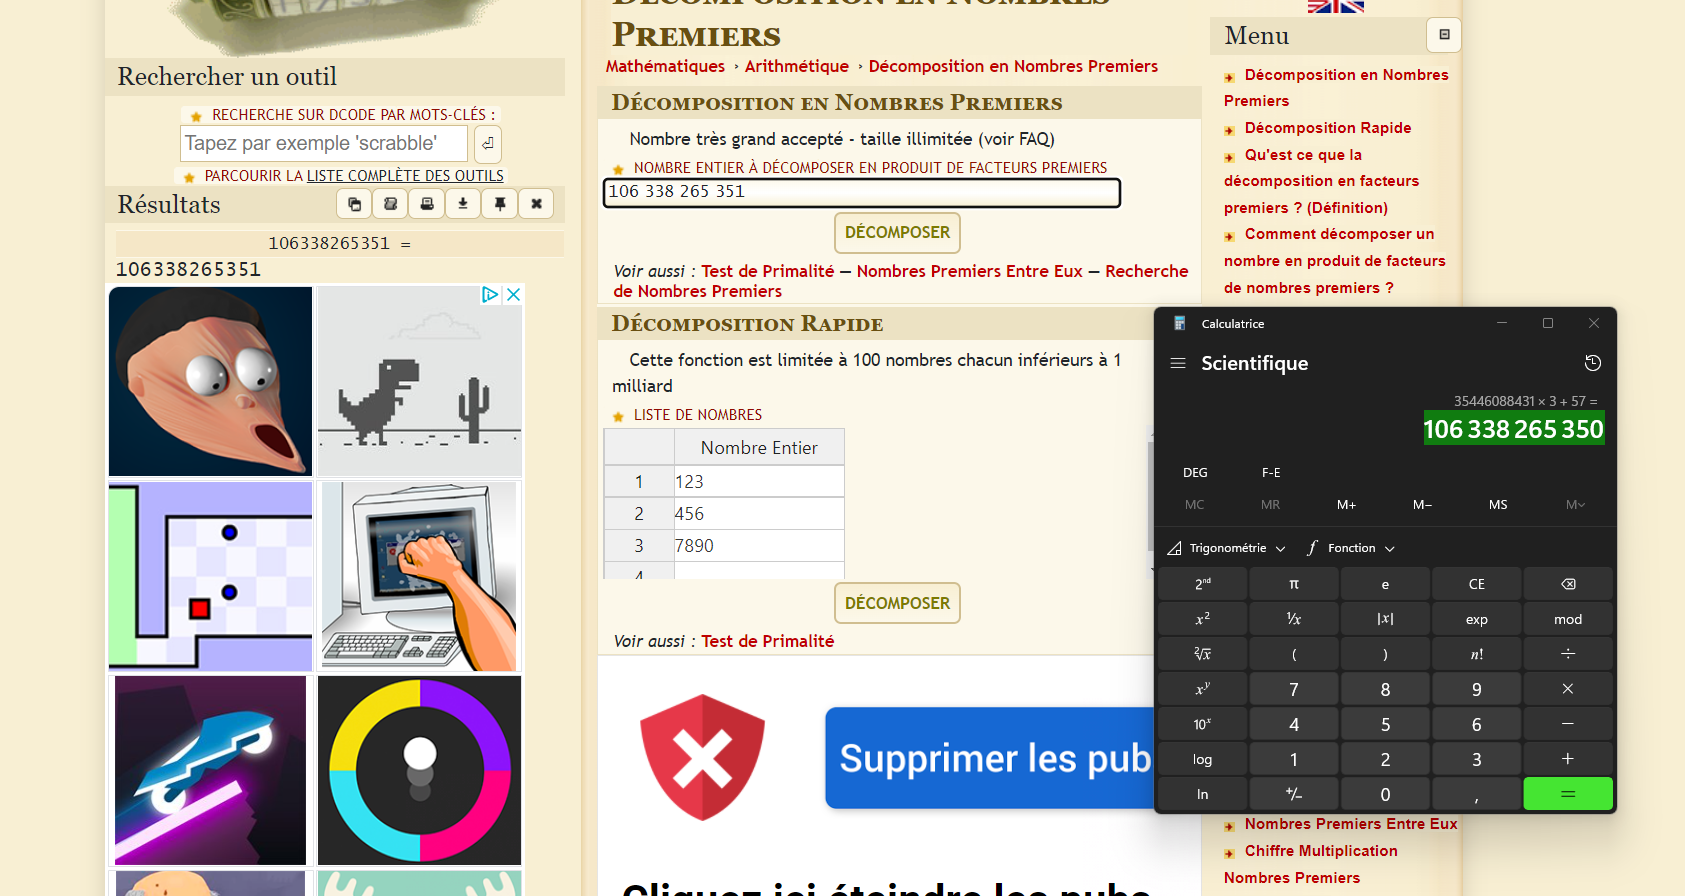 Décomposition en Nombres
Premiers
Mathématiques › Arithmétique › Décomposition en Nombres Premiers
Rechercher un outil
RECHERCHE SUR DCODE PAR MOTS-CLÉS :
Tapez par exemple 'scrabble'
PARCOURIR LA LISTE COMPLÈTE DES OUTILS
Résultats
106338265351 =
106338265351
Décomposition en Nombres Premiers
Nombre très grand accepté - taille illimitée (voir FAQ)
NOMBRE ENTIER À DÉCOMPOSER EN PRODUIT DE FACTEURS PREMIERS
106 338 265 351
DÉCOMPOSER
Voir aussi : Test de Primalité — Nombres Premiers Entre Eux — Recherche
de Nombres Premiers
Décomposition Rapide
Cette fonction est limitée à 100 nombres chacun inférieurs à 1
milliard
LISTE DE NOMBRES
Nombre Entier
1 123
2 456
3 7890
4
DÉCOMPOSER
Voir aussi : Test de Primalité
Supprimer les pub
Cliquez ici éteindre les pubs
Menu
Décomposition en Nombres
Premiers
Décomposition Rapide
Qu'est ce que la
décomposition en facteurs
premiers ? (Définition)
Comment décomposer un
nombre en produit de facteurs
de nombres premiers ?
Calculatrice
Scientifique
35446088431 × 3 + 57 =
106 338 265 350
DEG F-E
MC MR M+ M− MS M
Trigonométrie Fonction
2nd π e CE
x² ¹/x |x| exp mod
²√x ( ) n! ÷
xʸ 7 8 9 ×
10ˣ 4 5 6 −
log 1 2 3 +
ln +/− 0 , =
Nombres Premiers Entre Eux
Chiffre Multiplication
Nombres Premiers